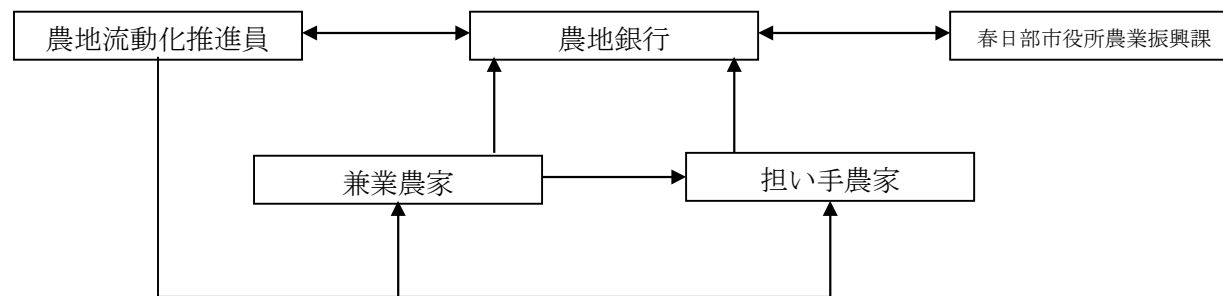 農地流動化推進員
農地銀行
春日部市役所農業振興課
兼業農家
担い手農家